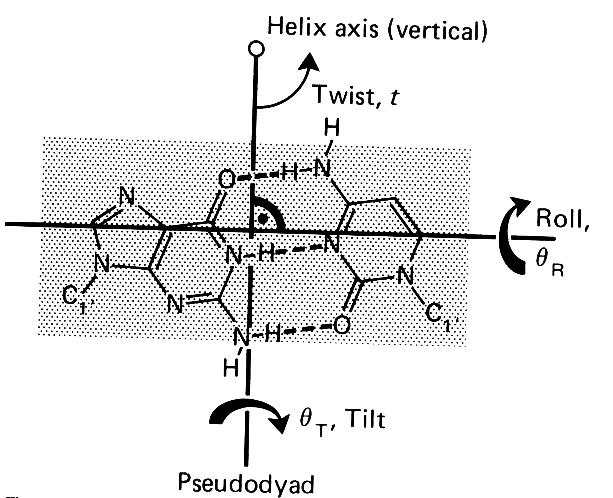 Helix axis (vertical)
Twist, t
H
O H N
N
N H N
Roll,
θR
N N
C1' N C1'
N H O
H
θT, Tilt
Pseudodyad